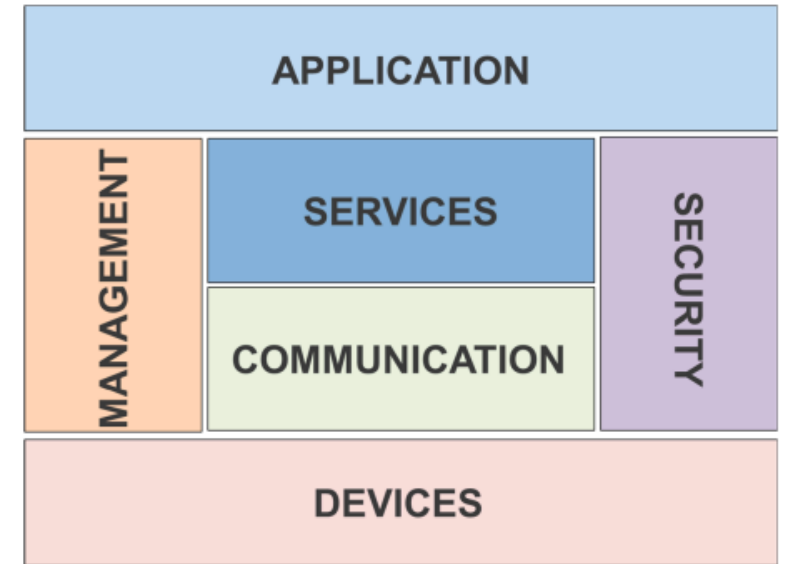 APPLICATION
MANAGEMENT
SERVICES
COMMUNICATION
SECURITY
DEVICES